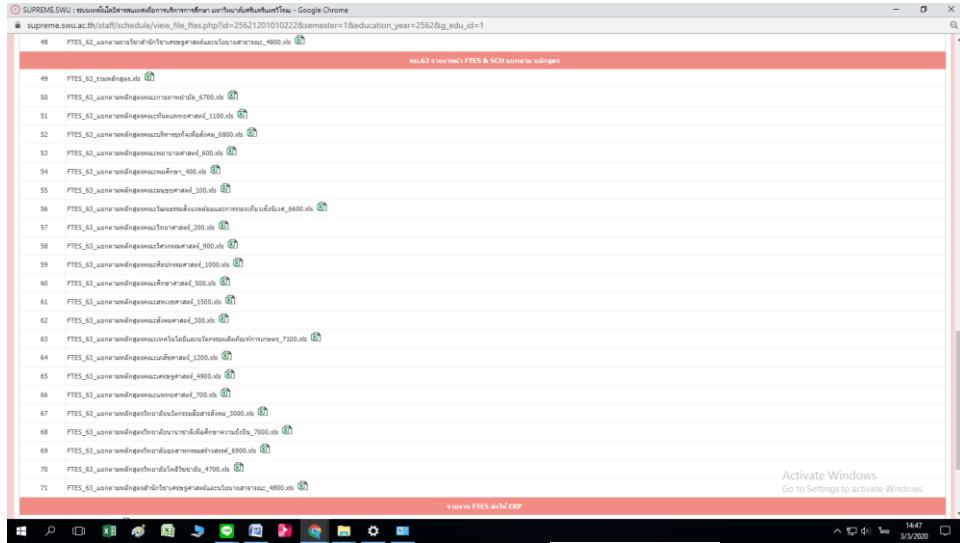 SUPREME.SWU : ระบบเทคโนโลยีสารสนเทศเพื่อการบริหารการศึกษา มหาวิทยาลัยศรีนครินทรวิโรฒ - Google Chrome
supreme.swu.ac.th/staff/schedule/view_file_ftes.php?id=25621201010222&semester=1&education_year=2562&g_edu_id=1
48 FTES_62_แยกตามรายวิชาสำนักวิชาเศรษฐศาสตร์และนโยบายสาธารณะ_4800.xls
ทบ.63 รายงานค่า FTES & SCH แยกตาม หลักสูตร
49 FTES_63_รวมหลักสูตร.xls
50 FTES_63_แยกตามหลักสูตรคณะกายภาพบำบัด_6700.xls
51 FTES_63_แยกตามหลักสูตรคณะทันตแพทยศาสตร์_1100.xls
52 FTES_63_แยกตามหลักสูตรคณะบริหารธุรกิจเพื่อสังคม_6800.xls
53 FTES_63_แยกตามหลักสูตรคณะพยาบาลศาสตร์_600.xls
54 FTES_63_แยกตามหลักสูตรคณะพลศึกษา_400.xls
55 FTES_63_แยกตามหลักสูตรคณะมนุษยศาสตร์_100.xls
56 FTES_63_แยกตามหลักสูตรคณะวัฒนธรรมสิ่งแวดล้อมและการท่องเที่ยวเชิงนิเวศ_6600.xls
57 FTES_63_แยกตามหลักสูตรคณะวิทยาศาสตร์_200.xls
58 FTES_63_แยกตามหลักสูตรคณะวิศวกรรมศาสตร์_900.xls
59 FTES_63_แยกตามหลักสูตรคณะศิลปกรรมศาสตร์_1000.xls
60 FTES_63_แยกตามหลักสูตรคณะศึกษาศาสตร์_500.xls
61 FTES_63_แยกตามหลักสูตรคณะสหเวชศาสตร์_1500.xls
62 FTES_63_แยกตามหลักสูตรคณะสังคมศาสตร์_300.xls
63 FTES_63_แยกตามหลักสูตรคณะเทคโนโลยีและนวัตกรรมผลิตภัณฑ์การเกษตร_7100.xls
64 FTES_63_แยกตามหลักสูตรคณะเภสัชศาสตร์_1200.xls
65 FTES_63_แยกตามหลักสูตรคณะเศรษฐศาสตร์_4900.xls
66 FTES_63_แยกตามหลักสูตรคณะแพทยศาสตร์_700.xls
67 FTES_63_แยกตามหลักสูตรวิทยาลัยนวัตกรรมสื่อสารสังคม_3000.xls
68 FTES_63_แยกตามหลักสูตรวิทยาลัยนานาชาติเพื่อศึกษาความยั่งยืน_7000.xls
69 FTES_63_แยกตามหลักสูตรวิทยาลัยอุตสาหกรรมสร้างสรรค์_6900.xls
70 FTES_63_แยกตามหลักสูตรวิทยาลัยโพธิวิชชาลัย_4700.xls
71 FTES_63_แยกตามหลักสูตรสำนักวิชาเศรษฐศาสตร์และนโยบายสาธารณะ_4800.xls
รายงาน FTES ส่งให้ ERP
Activate Windows
Go to Settings to activate Windows.
ไทย
14:47
3/3/2020